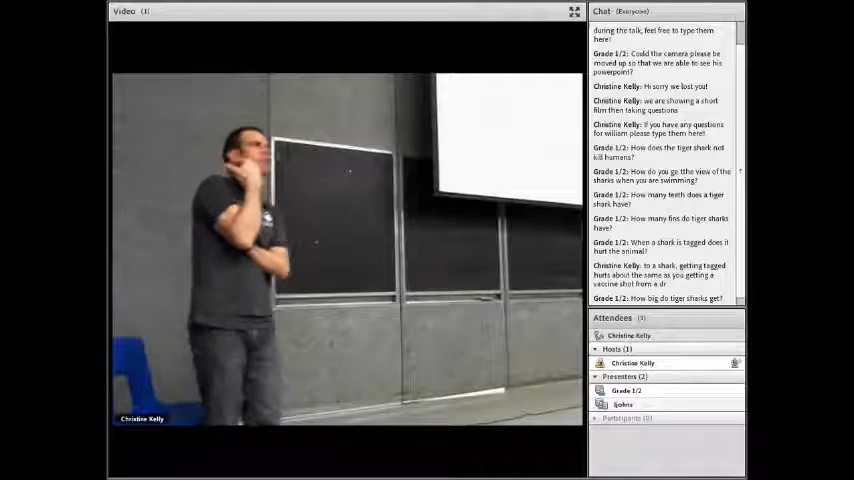 Video (1)
Chat (Everyone)
during the talk, feel free to type them
here!
Grade 1/2: Could the camera please be
moved up so that we are able to see his
powerpoint?
Christine Kelly: Hi sorry we lost you!
Christine Kelly: we are showing a short
film then taking questions
Christine Kelly: If you have any questions
for william please type them here!
Grade 1/2: How does the tiger shark not
kill humans?
Grade 1/2: How do you ge tthe view of the
sharks when you are swimming?
Grade 1/2: How many teeth does a tiger
shark have?
Grade 1/2: How many fins do tiger sharks
have?
Grade 1/2: When a shark is tagged does it
hurt the animal?
Christine Kelly: to a shark, getting tagged
hurts about the same as you getting a
vaccine shot from a dr
Grade 1/2: How big do tiger sharks get?
Attendees (3)
Christine Kelly
Hosts (1)
Christine Kelly
Presenters (2)
Grade 1/2
ljohns
Participants (0)
Christine Kelly